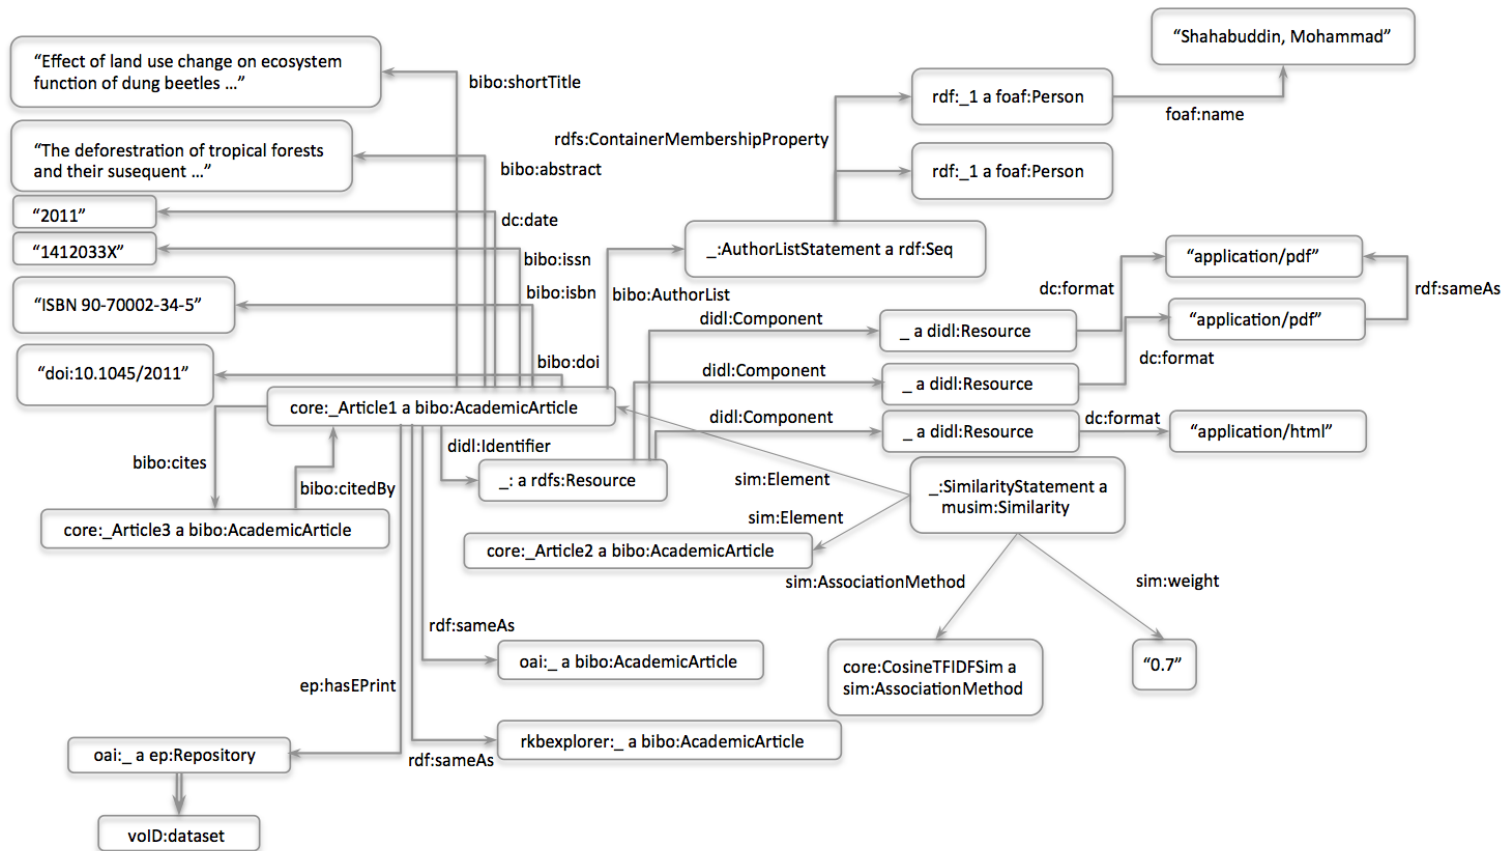 “Shahabuddin, Mohammad”
“Effect of land use change on ecosystem
function of dung beetles ...”
bibo:shortTitle
rdf:_1 a foaf:Person
foaf:name
rdfs:ContainerMembershipProperty
“The deforestration of tropical forests
and their susequent ...”
bibo:abstract
rdf:_1 a foaf:Person
“2011”
dc:date
“1412033X”
bibo:issn
_:AuthorListStatement a rdf:Seq
“application/pdf”
bibo:isbn
bibo:AuthorList
dc:format
rdf:sameAs
“ISBN 90-70002-34-5”
didl:Component
_ a didl:Resource
“application/pdf”
bibo:doi
dc:format
“doi:10.1045/2011”
didl:Component
_ a didl:Resource
core:_Article1 a bibo:AcademicArticle
didl:Component
_ a didl:Resource
dc:format
“application/html”
didl:Identifier
bibo:cites
bibo:citedBy
_: a rdfs:Resource
sim:Element
_:SimilarityStatement a
musim:Similarity
sim:Element
core:_Article3 a bibo:AcademicArticle
core:_Article2 a bibo:AcademicArticle
sim:AssociationMethod
sim:weight
rdf:sameAs
oai:_ a bibo:AcademicArticle
core:CosineTFIDFSim a
sim:AssociationMethod
“0.7”
ep:hasEPrint
rkbexplorer:_ a bibo:AcademicArticle
oai:_ a ep:Repository
rdf:sameAs
voID:dataset